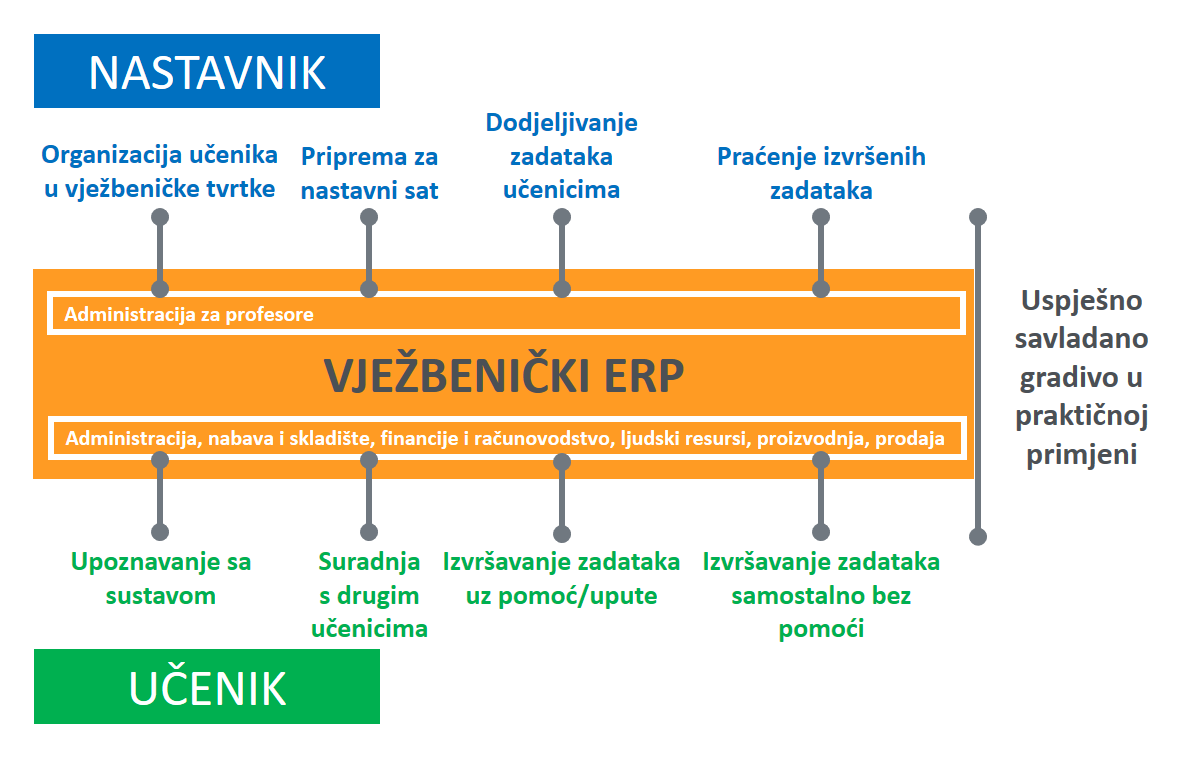 NASTAVNIK
Organizacija učenika
u vježbeničke tvrtke
Priprema za
nastavni sat
Dodjeljivanje
zadataka
učenicima
Praćenje izvršenih
zadataka
Administracija za profesore
VJEŽBENIČKI ERP
Administracija, nabava i skladište, financije i računovodstvo, ljudski resursi, proizvodnja, prodaja
Uspješno
savladano
gradivo u
praktičnoj
primjeni
Upoznavanje sa
sustavom
Suradnja
s drugim
učenicima
Izvršavanje zadataka
uz pomoć/upute
Izvršavanje zadataka
samostalno bez
pomoći
UČENIK